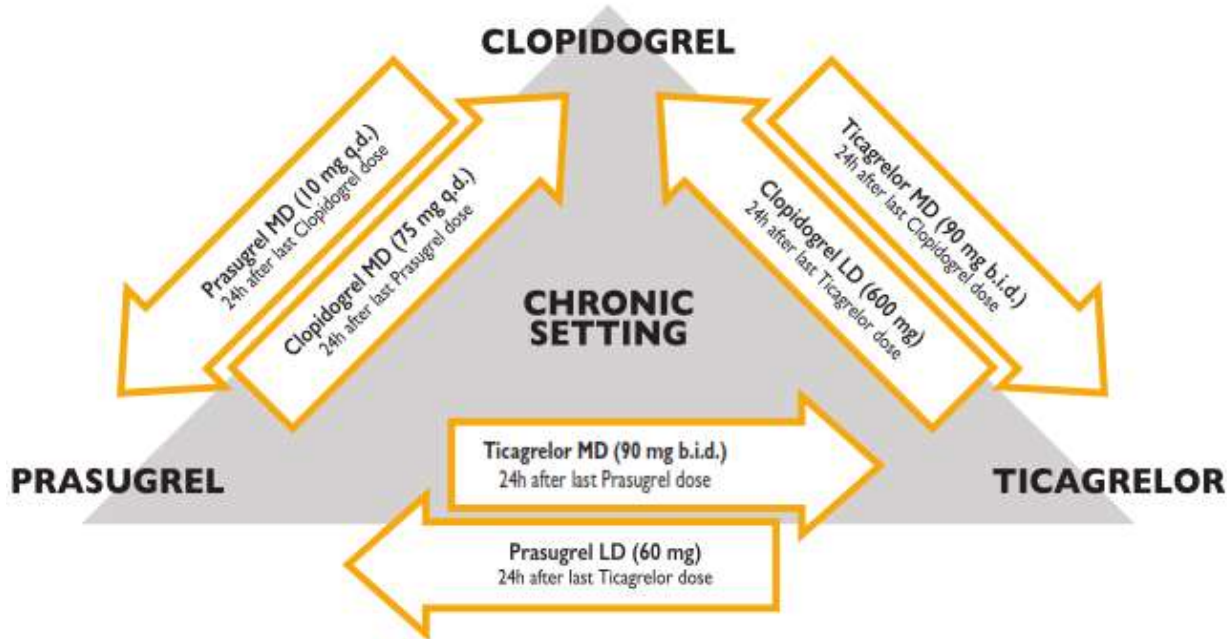 CLOPIDOGREL
Prasugrel MD (10 mg q.d.)
24h after last Clopidogrel dose
Clopidogrel MD (75 mg q.d.)
24h after last Prasugrel dose
Ticagrelor MD (90 mg b.i.d.)
24h after last Clopidogrel dose
Clopidogrel LD (600 mg)
24h after last Ticagrelor dose
CHRONIC
SETTING
PRASUGREL
Ticagrelor MD (90 mg b.i.d.)
24h after last Prasugrel dose
TICAGRELOR
Prasugrel LD (60 mg)
24h after last Ticagrelor dose